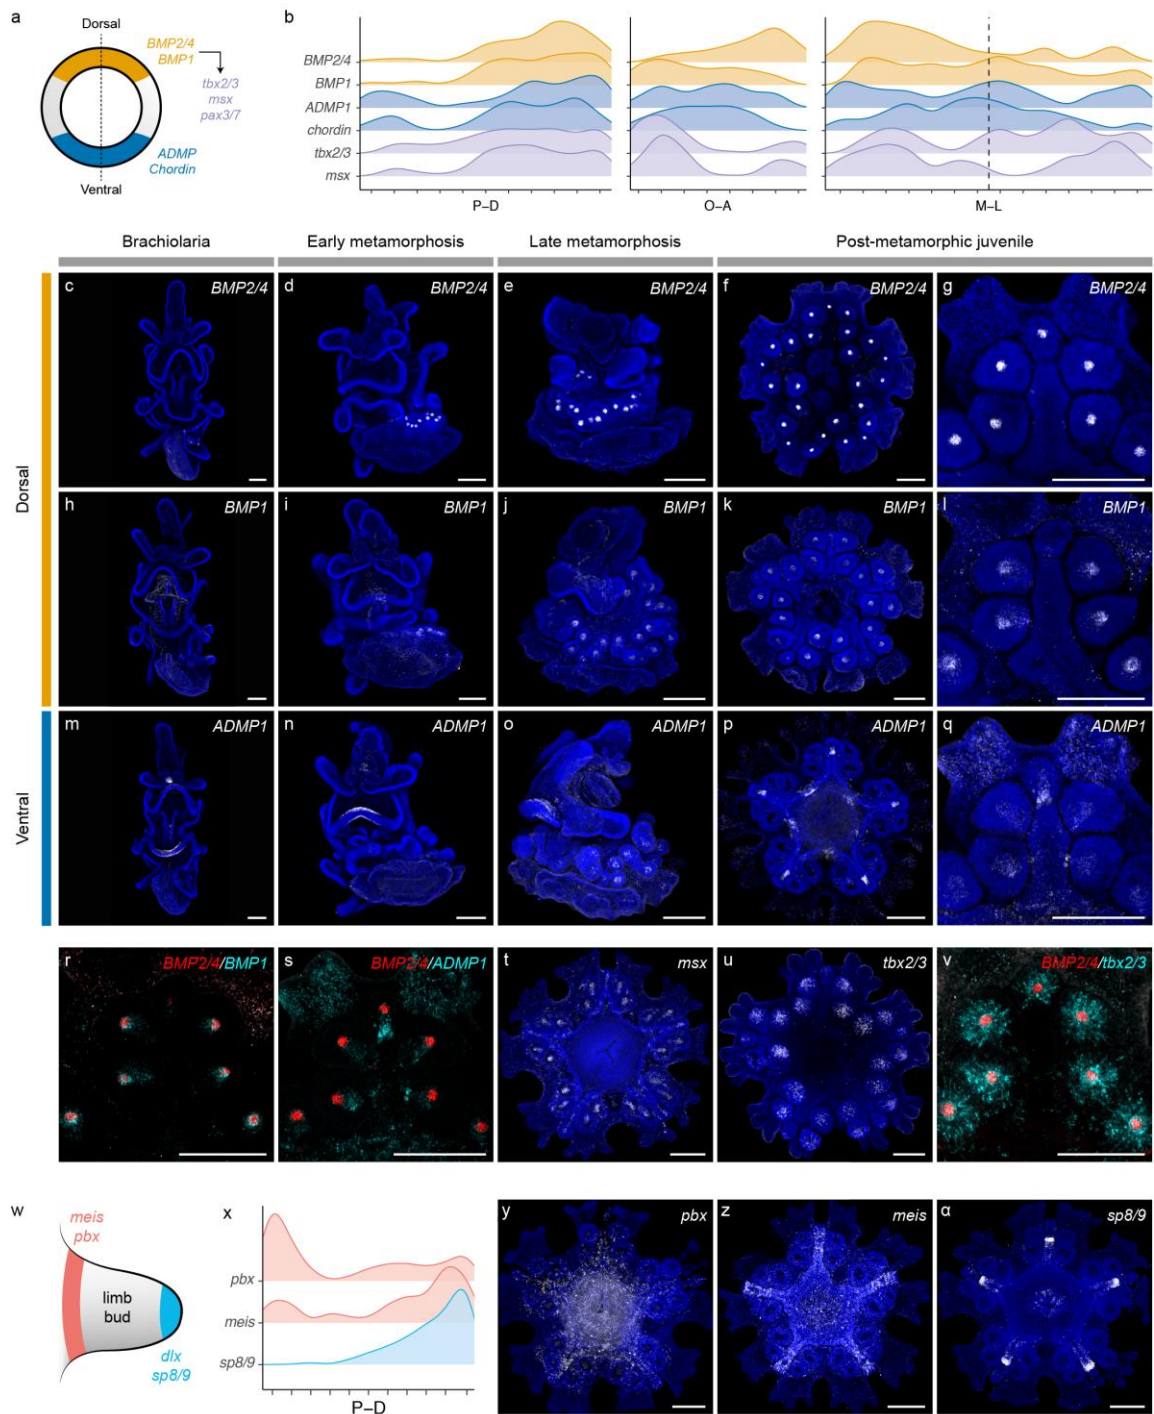 a
Dorsal
BMP2/4
BMP1
tbx2/3
msx
pax3/7
ADMP
Chordin
Ventral
b
BMP2/4
BMP1
ADMP1
chordin
tbx2/3
msx
P–D
O–A
M–L
Brachiolaria
Early metamorphosis
Late metamorphosis
Post-metamorphic juvenile
Dorsal
c
BMP2/4
d
BMP2/4
e
BMP2/4
f
BMP2/4
g
BMP2/4
h
BMP1
i
BMP1
j
BMP1
k
BMP1
l
BMP1
Ventral
m
ADMP1
n
ADMP1
o
ADMP1
p
ADMP1
q
ADMP1
r
BMP2/4/BMP1
s
BMP2/4/ADMP1
t
msx
u
tbx2/3
v
BMP2/4/tbx2/3
w
meis
pbx
limb
bud
dlx
sp8/9
x
pbx
meis
sp8/9
P–D
y
pbx
z
meis
α
sp8/9